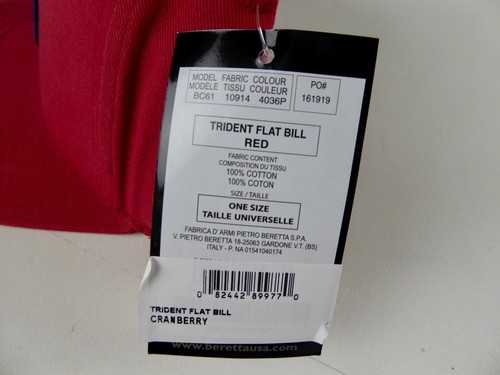 MODEL FABRIC COLOUR
MODÈLE TISSU COULEUR
BC61 10914 4036P
PO#
161919
TRIDENT FLAT BILL
RED
FABRIC CONTENT
COMPOSITION DU TISSU
100% COTTON
100% COTON
SIZE / TAILLE
ONE SIZE
TAILLE UNIVERSELLE
FABRICA D'ARMI PIETRO BERETTA S.P.A.
V. PIETRO BERETTA 18-25063 GARDONE V.T. (BS)
ITALY - P. NA 01541040174
0 82442 89977 0
TRIDENT FLAT BILL
CRANBERRY
www.berettausa.com